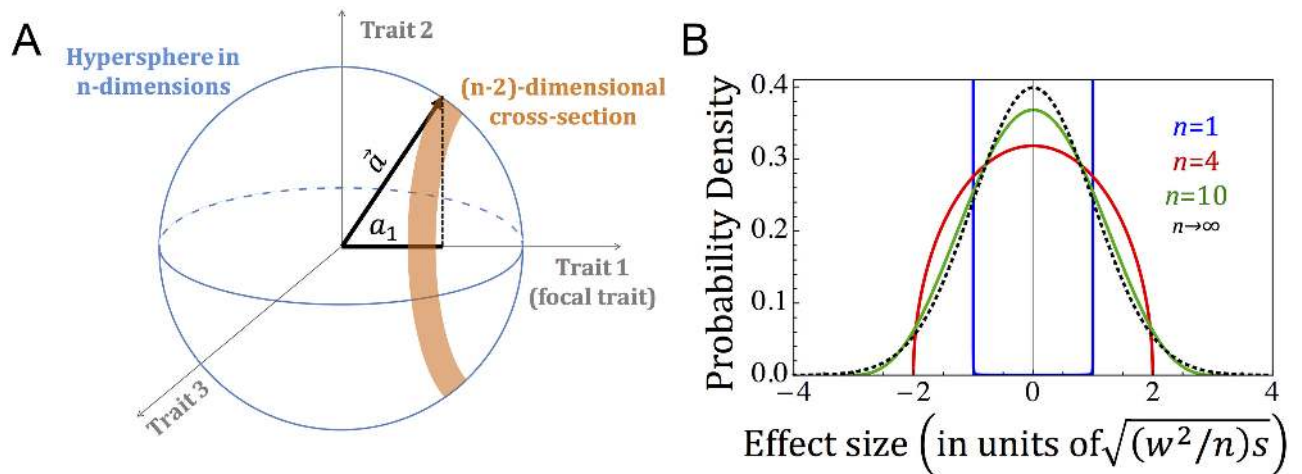 A
Trait 2
Hypersphere in
n-dimensions
(n-2)-dimensional
cross-section
a⃗
a₁
Trait 1
(focal trait)
Trait 3
B
Probability Density
0.4
0.3
0.2
0.1
0.0
n=1
n=4
n=10
n→∞
−4
−2
0
2
4
Effect size (in units of√(w²/n)s)